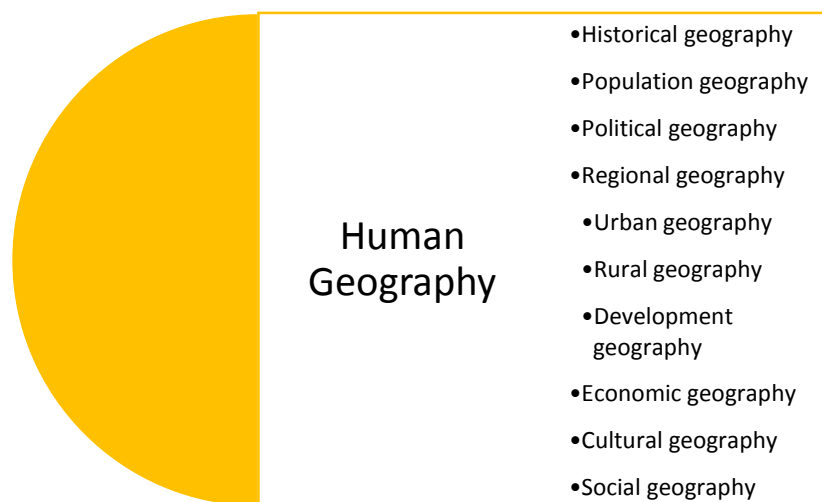 Human
Geography
•Historical geography
•Population geography
•Political geography
•Regional geography
•Urban geography
•Rural geography
•Development
geography
•Economic geography
•Cultural geography
•Social geography